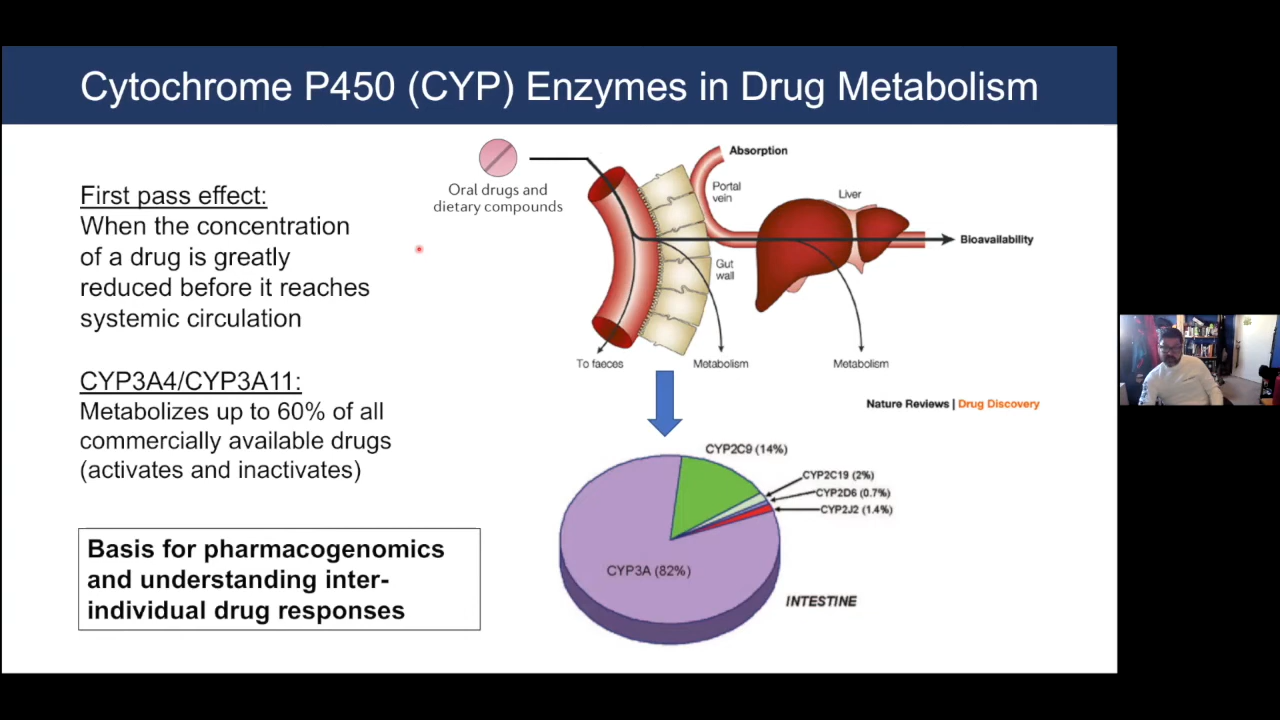 Cytochrome P450 (CYP) Enzymes in Drug Metabolism
First pass effect:
When the concentration
of a drug is greatly
reduced before it reaches
systemic circulation
CYP3A4/CYP3A11:
Metabolizes up to 60% of all
commercially available drugs
(activates and inactivates)
Basis for pharmacogenomics
and understanding inter-
individual drug responses
Oral drugs and
dietary compounds
Absorption
Portal
vein
Liver
Bioavailability
Gut
wall
To faeces
Metabolism
Metabolism
Nature Reviews | Drug Discovery
CYP2C9 (14%)
CYP2C19 (2%)
CYP2D6 (0.7%)
CYP2J2 (1.4%)
CYP3A (82%)
INTESTINE